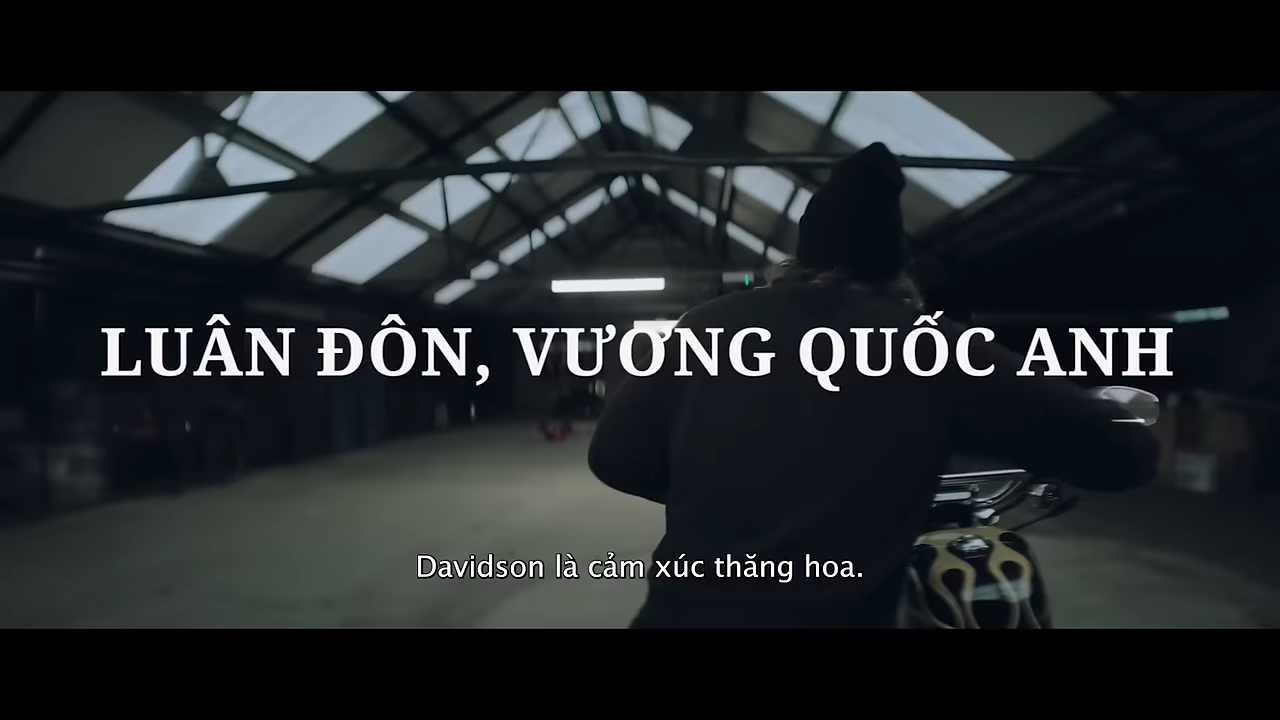 LUÂN ĐÔN, VƯƠNG QUỐC ANH
Davidson là cảm xúc thăng hoa.